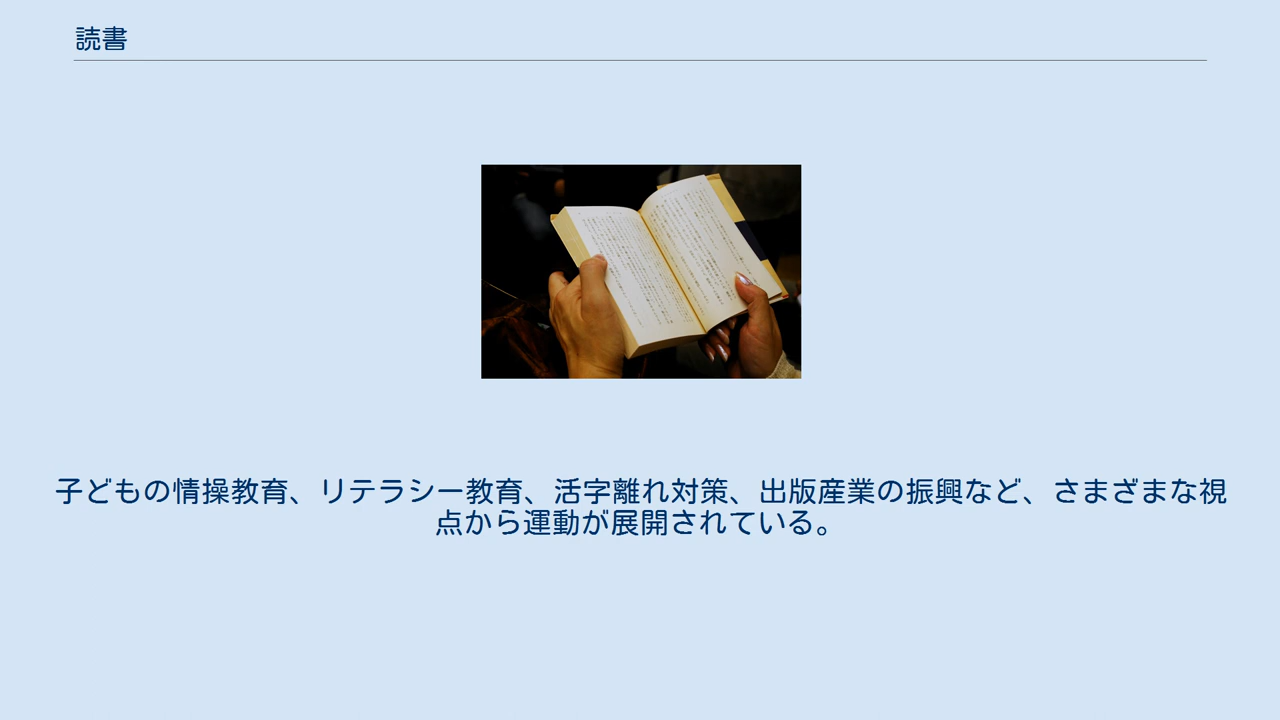 読書
子どもの情操教育、リテラシー教育、活字離れ対策、出版産業の振興など、さまざまな視
点から運動が展開されている。